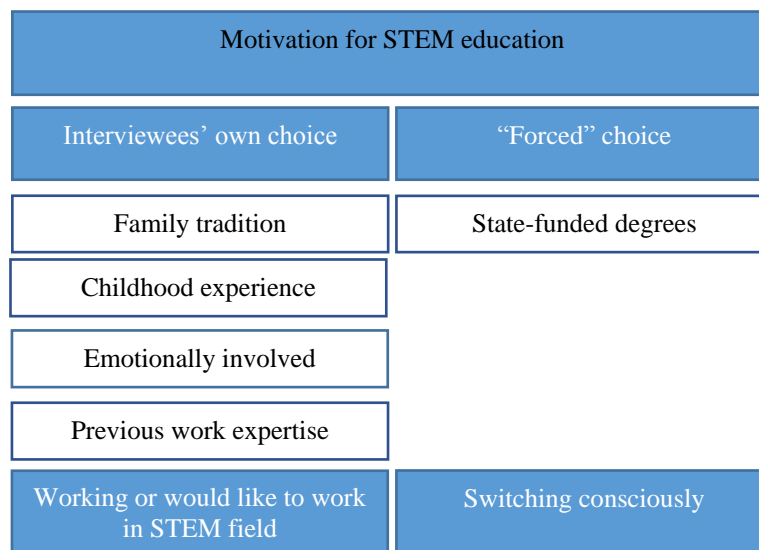 Motivation for STEM education
Interviewees’ own choice
“Forced” choice
Family tradition
State-funded degrees
Childhood experience
Emotionally involved
Previous work expertise
Working or would like to work
in STEM field
Switching consciously